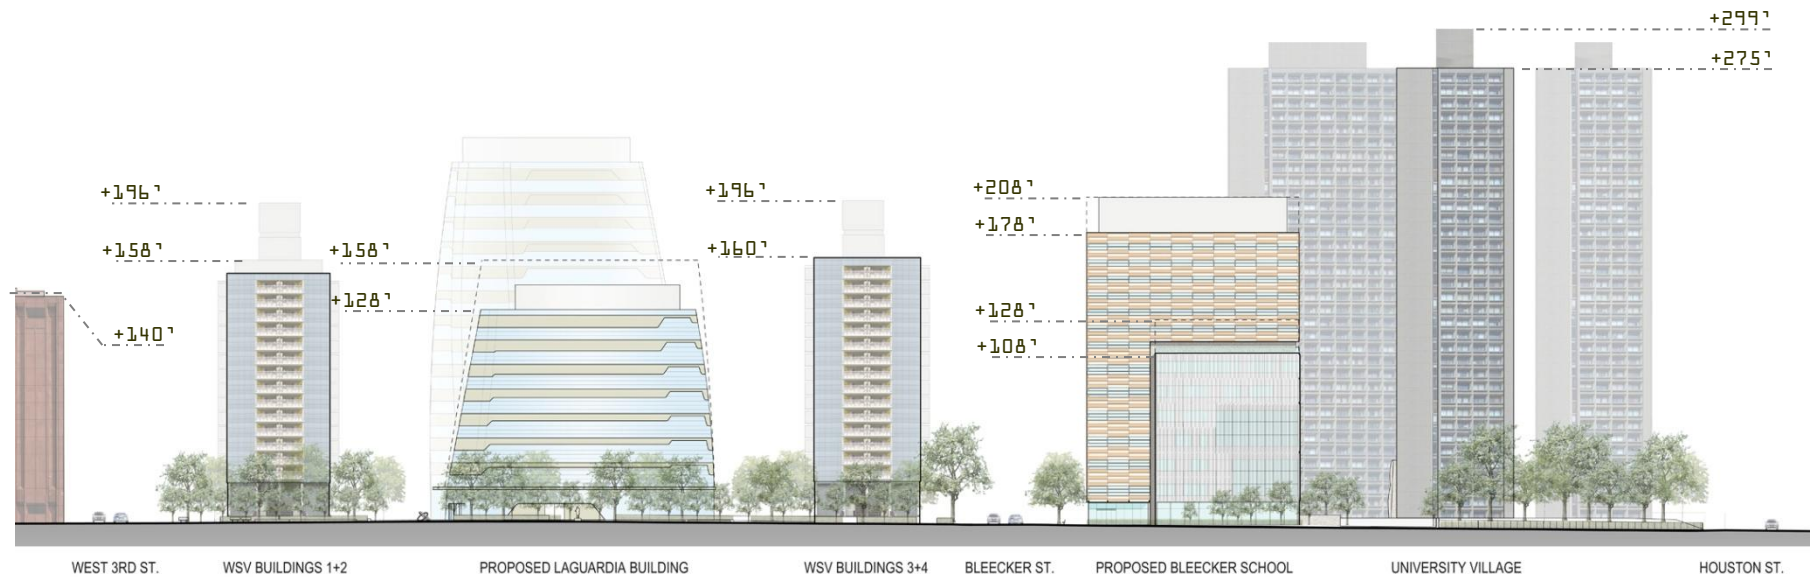 +299'
+275'
+196'
+196'
+208'
+178'
+158'
+158'
+160'
+128'
+128'
+140'
+108'
WEST 3RD ST.
WSV BUILDINGS 1+2
PROPOSED LAGUARDIA BUILDING
WSV BUILDINGS 3+4
BLEECKER ST.
PROPOSED BLEECKER SCHOOL
UNIVERSITY VILLAGE
HOUSTON ST.